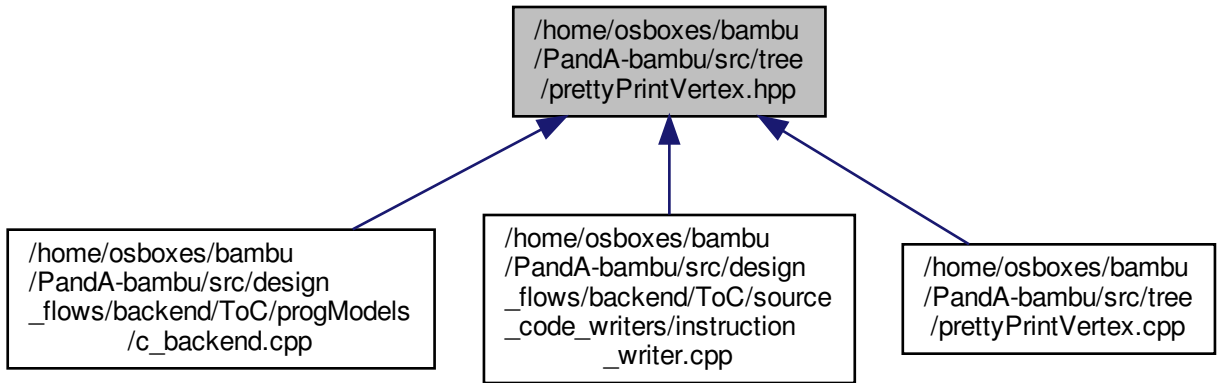 /home/osboxes/bambu
/PandA-bambu/src/tree
/prettyPrintVertex.hpp
/home/osboxes/bambu
/PandA-bambu/src/design
_flows/backend/ToC/progModels
/c_backend.cpp
/home/osboxes/bambu
/PandA-bambu/src/design
_flows/backend/ToC/source
_code_writers/instruction
_writer.cpp
/home/osboxes/bambu
/PandA-bambu/src/tree
/prettyPrintVertex.cpp